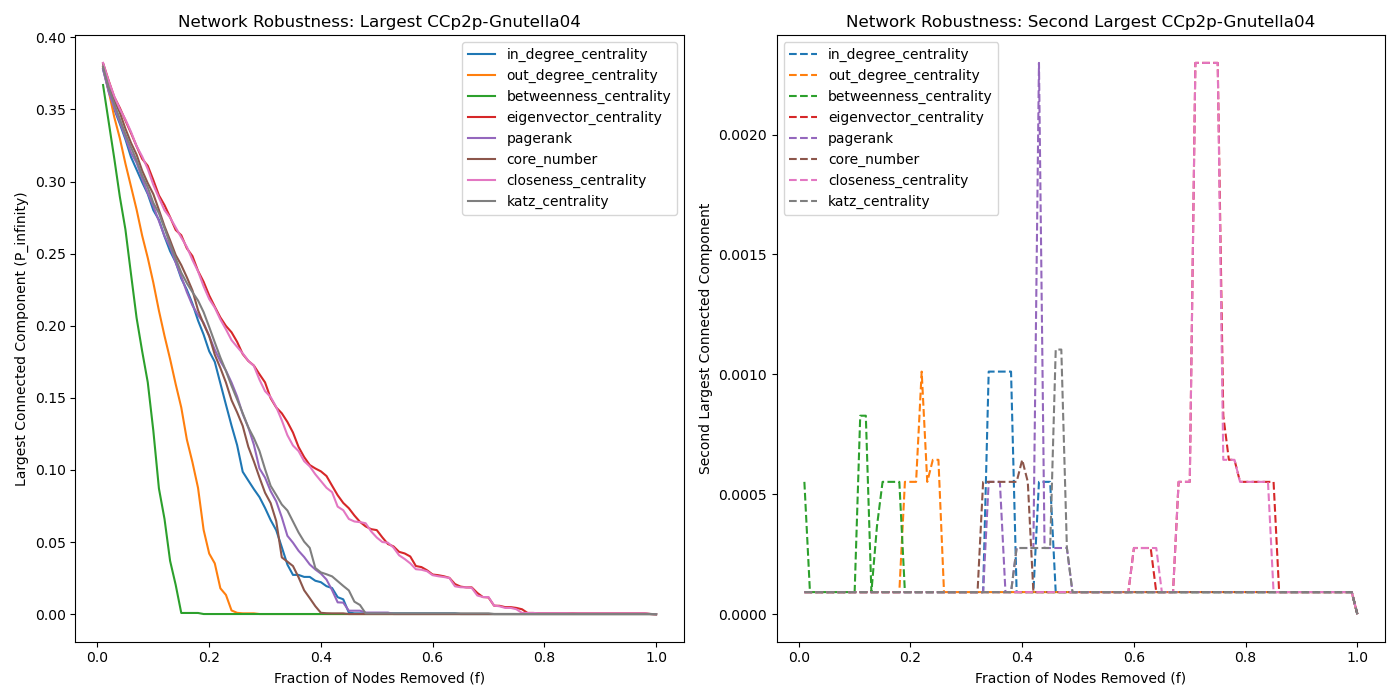 Network Robustness: Largest CCp2p-Gnutella04
Largest Connected Component (P_infinity)
0.40
0.35
0.30
0.25
0.20
0.15
0.10
0.05
0.00
in_degree_centrality
out_degree_centrality
betweenness_centrality
eigenvector_centrality
pagerank
core_number
closeness_centrality
katz_centrality
0.0 0.2 0.4 0.6 0.8 1.0
Fraction of Nodes Removed (f)
Network Robustness: Second Largest CCp2p-Gnutella04
Second Largest Connected Component
0.0020
0.0015
0.0010
0.0005
0.0000
in_degree_centrality
out_degree_centrality
betweenness_centrality
eigenvector_centrality
pagerank
core_number
closeness_centrality
katz_centrality
0.0 0.2 0.4 0.6 0.8 1.0
Fraction of Nodes Removed (f)